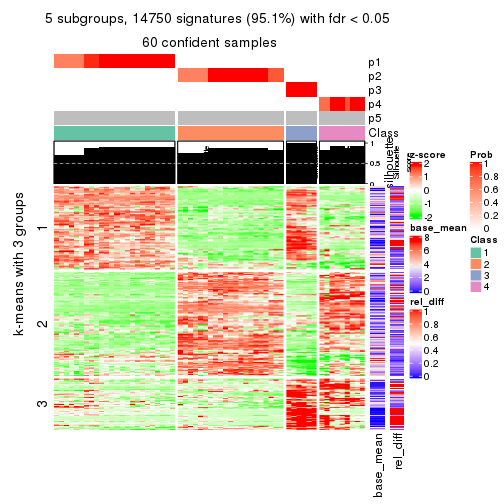 5 subgroups, 14750 signatures (95.1%) with fdr < 0.05
60 confident samples
p1
p2
p3
p4
p5
Class
1
0.5
0
silhouette
Silhouette
score
k-means with 3 groups
1
2
3
base_mean
rel_diff
z-score
2
1
0
-1
-2
base_mean
8
6
4
2
0
rel_diff
1
0.8
0.6
0.4
0.2
0
Prob
1
0.8
0.6
0.4
0.2
0
Class
1
2
3
4